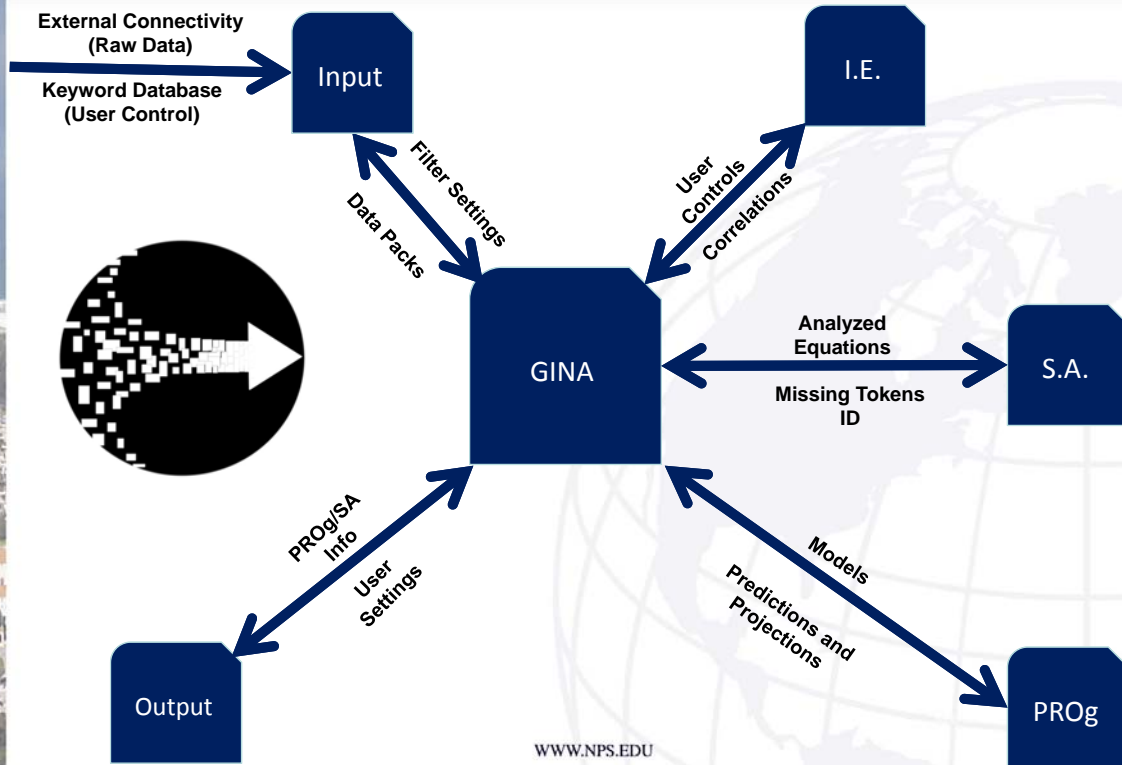 External Connectivity
(Raw Data)
Keyword Database
(User Control)
Input
I.E.
Filter Settings
Data Packs
User
Controls
Correlations
GINA
Analyzed
Equations
Missing Tokens
ID
S.A.
PROg/SA
Info
User
Settings
Models
Predictions and
Projections
Output
PROg
WWW.NPS.EDU